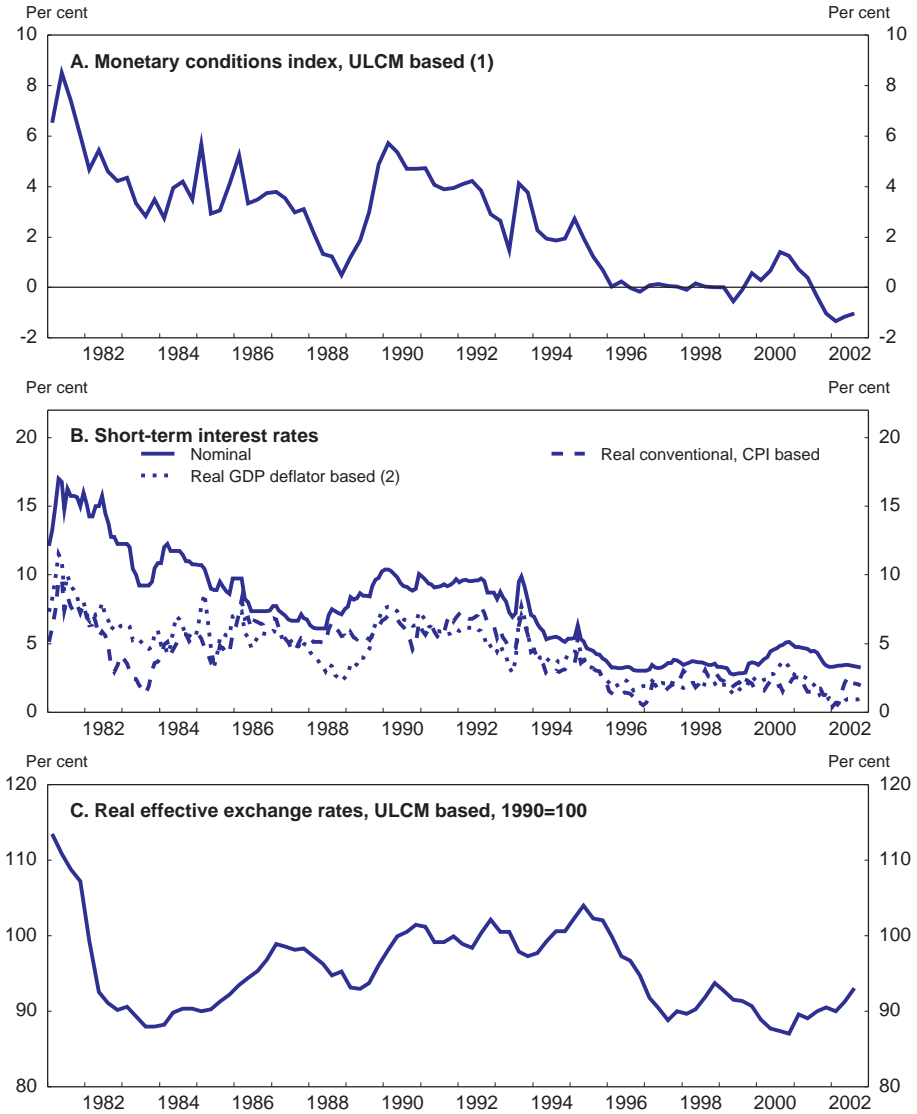 Per cent Per cent
10 10
A. Monetary conditions index, ULCM based (1)
8 8
6 6
4 4
2 2
0 0
-2 -2
1982 1984 1986 1988 1990 1992 1994 1996 1998 2000 2002
Per cent Per cent
20 20
B. Short-term interest rates
Nominal Real conventional, CPI based
Real GDP deflator based (2)
15 15
10 10
5 5
0 0
1982 1984 1986 1988 1990 1992 1994 1996 1998 2000 2002
Per cent Per cent
120 120
C. Real effective exchange rates, ULCM based, 1990=100
110 110
100 100
90 90
80 80
1982 1984 1986 1988 1990 1992 1994 1996 1998 2000 2002